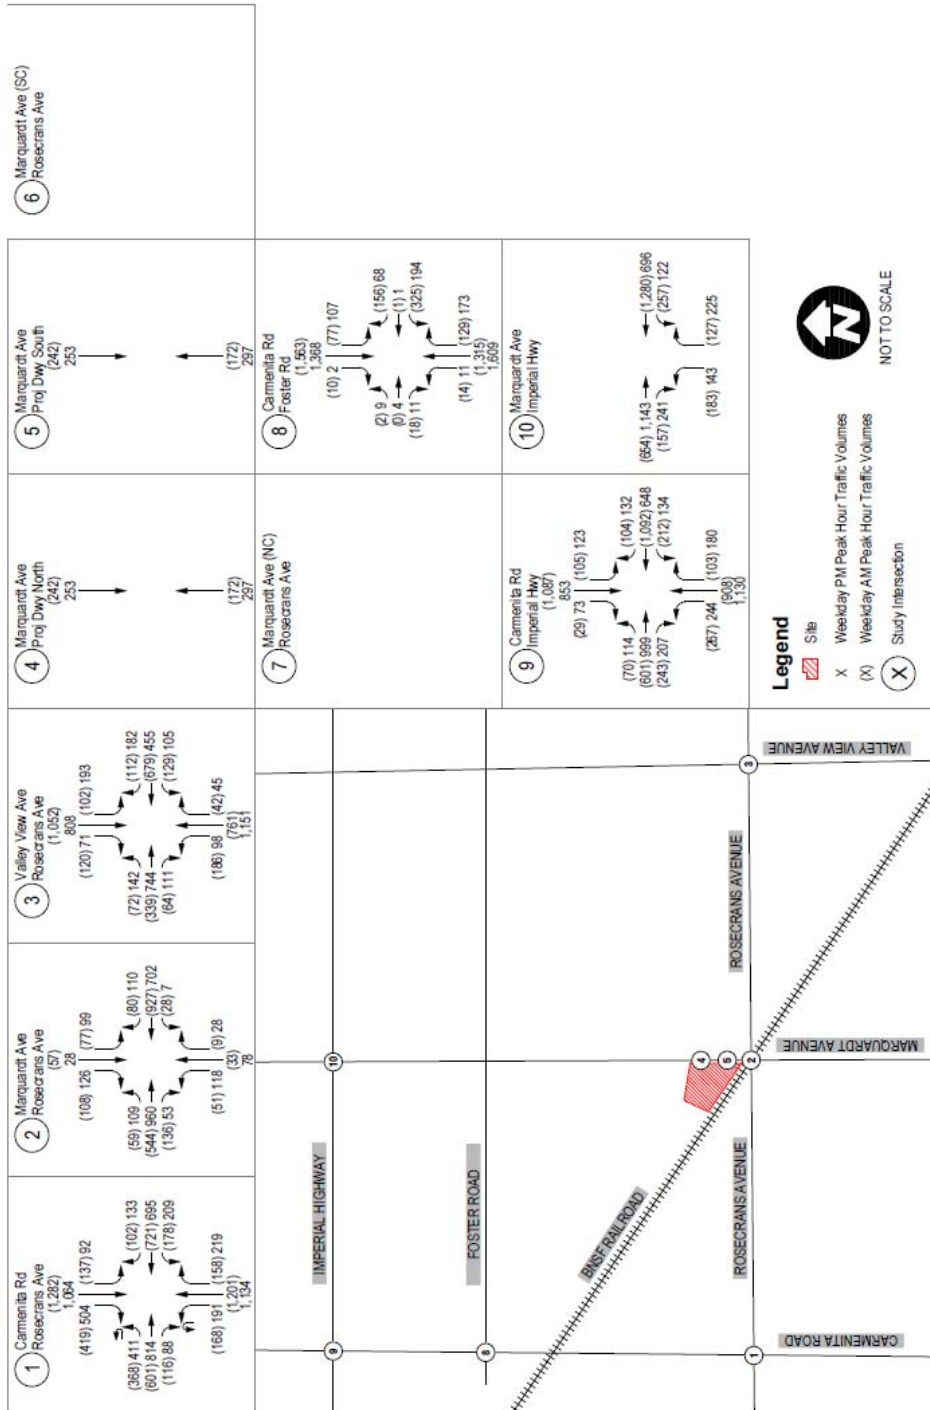 1
Carmenita Rd
Rosecrans Ave
(1,282)
1,064
(419) 504
(137) 92
(368) 411
(601) 814
(116) 88
(102) 133
(721) 695
(178) 209
(168) 191
(1,201)
1,134
(158) 219
2
Marquardt Ave
Rosecrans Ave
(57)
28
(108) 126
(77) 99
(59) 109
(544) 960
(136) 53
(80) 110
(927) 702
(28) 7
(51) 118
(33)
78
(9) 28
3
Valley View Ave
Rosecrans Ave
(1,052)
808
(120) 71
(102) 193
(72) 142
(339) 744
(64) 111
(112) 182
(679) 455
(129) 105
(186) 98
(761)
1,151
(42) 45
4
Marquardt Ave
Proj Dwy North
(242)
253
(172)
297
5
Marquardt Ave
Proj Dwy South
(242)
253
(172)
297
6
Marquardt Ave (SC)
Rosecrans Ave
7
Marquardt Ave (NC)
Rosecrans Ave
8
Carmenita Rd
Foster Rd
(1,563)
1,368
(10) 2
(77) 107
(2) 9
(0) 4
(18) 11
(156) 68
(1) 1
(325) 194
(14) 11
(1,315)
1,609
(129) 173
9
Carmenita Rd
Imperial Hwy
(1,087)
853
(29) 73
(105) 123
(70) 114
(601) 999
(243) 207
(104) 132
(1,092) 648
(212) 134
(267) 244
(908)
1,130
(103) 180
10
Marquardt Ave
Imperial Hwy
(654) 1,143
(157) 241
(1,280) 696
(257) 122
(183) 143
(127) 225
IMPERIAL HIGHWAY
9
10
FOSTER ROAD
8
BNSF RAILROAD
4
5
ROSECRANS AVENUE
ROSECRANS AVENUE
1
2
3
CARMENITA ROAD
MARQUARDT AVENUE
VALLEY VIEW AVENUE
Legend
Site
X Weekday PM Peak Hour Traffic Volumes
(X) Weekday AM Peak Hour Traffic Volumes
X Study Intersection
N
NOT TO SCALE